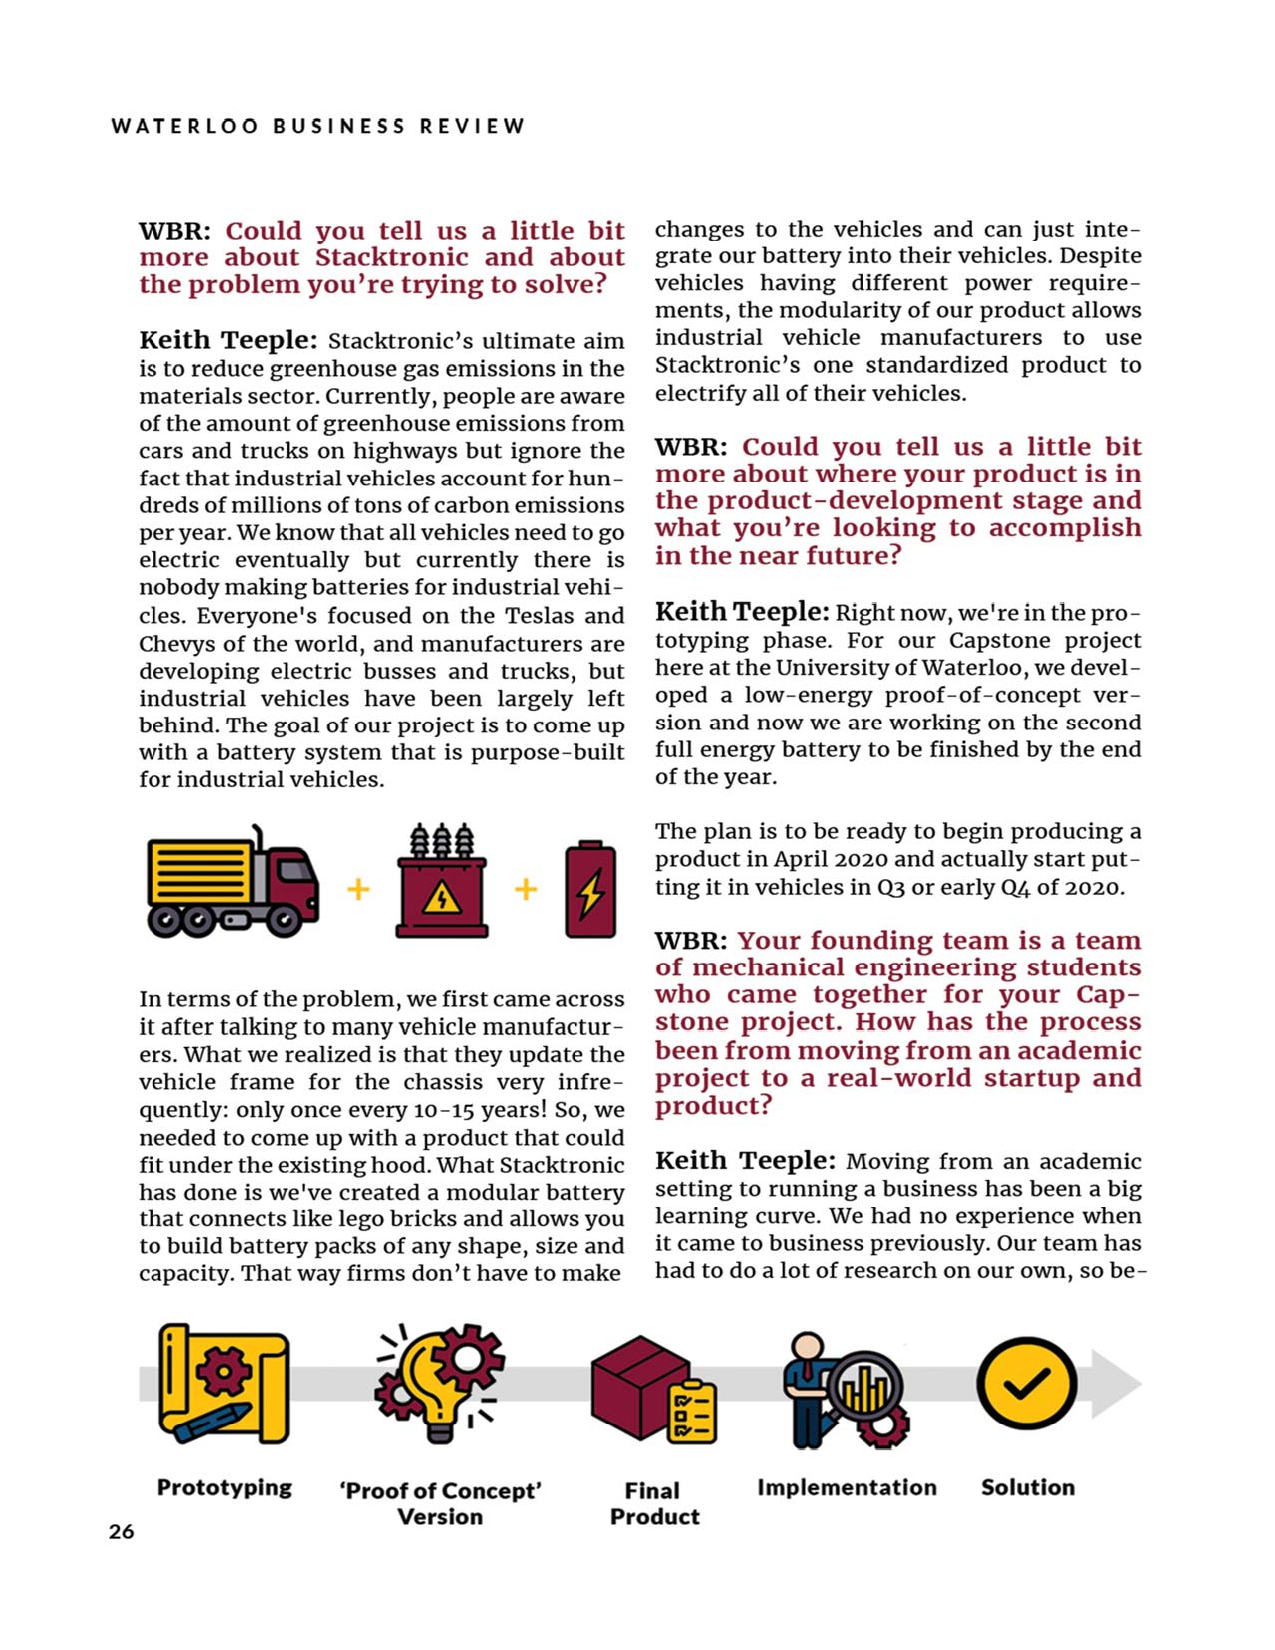 WATERLOO BUSINESS REVIEW
WBR: Could you tell us a little bit
more about Stacktronic and about
the problem you’re trying to solve?
Keith Teeple: Stacktronic’s ultimate aim
is to reduce greenhouse gas emissions in the
materials sector. Currently, people are aware
of the amount of greenhouse emissions from
cars and trucks on highways but ignore the
fact that industrial vehicles account for hun-
dreds of millions of tons of carbon emissions
per year. We know that all vehicles need to go
electric eventually but currently there is
nobody making batteries for industrial vehi-
cles. Everyone's focused on the Teslas and
Chevys of the world, and manufacturers are
developing electric busses and trucks, but
industrial vehicles have been largely left
behind. The goal of our project is to come up
with a battery system that is purpose-built
for industrial vehicles.
+ +
In terms of the problem, we first came across
it after talking to many vehicle manufactur-
ers. What we realized is that they update the
vehicle frame for the chassis very infre-
quently: only once every 10-15 years! So, we
needed to come up with a product that could
fit under the existing hood. What Stacktronic
has done is we've created a modular battery
that connects like lego bricks and allows you
to build battery packs of any shape, size and
capacity. That way firms don’t have to make
changes to the vehicles and can just inte-
grate our battery into their vehicles. Despite
vehicles having different power require-
ments, the modularity of our product allows
industrial vehicle manufacturers to use
Stacktronic’s one standardized product to
electrify all of their vehicles.
WBR: Could you tell us a little bit
more about where your product is in
the product-development stage and
what you’re looking to accomplish
in the near future?
Keith Teeple: Right now, we're in the pro-
totyping phase. For our Capstone project
here at the University of Waterloo, we devel-
oped a low-energy proof-of-concept ver-
sion and now we are working on the second
full energy battery to be finished by the end
of the year.
The plan is to be ready to begin producing a
product in April 2020 and actually start put-
ting it in vehicles in Q3 or early Q4 of 2020.
WBR: Your founding team is a team
of mechanical engineering students
who came together for your Cap-
stone project. How has the process
been from moving from an academic
project to a real-world startup and
product?
Keith Teeple: Moving from an academic
setting to running a business has been a big
learning curve. We had no experience when
it came to business previously. Our team has
had to do a lot of research on our own, so be-
Prototyping
‘Proof of Concept’
Version
Final
Product
Implementation
Solution
26